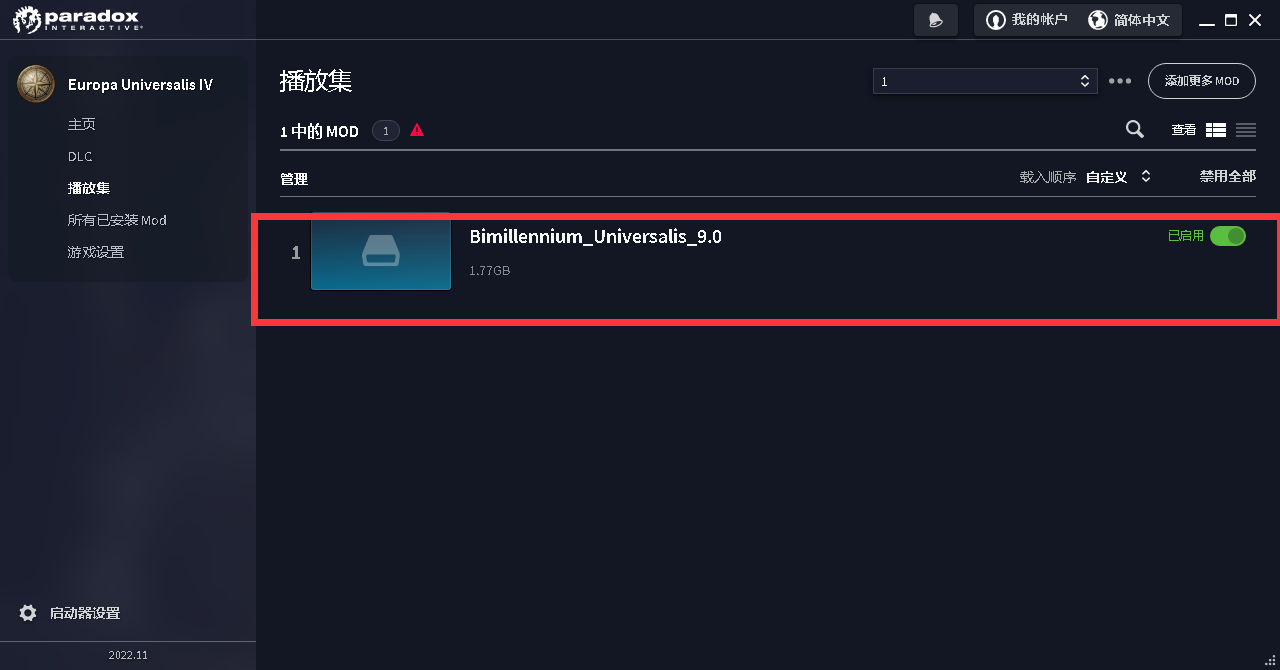 paradox
INTERACTIVE
我的帐户
简体中文
Europa Universalis IV
主页
DLC
播放集
所有已安装 Mod
游戏设置
启动器设置
2022.11
播放集
1
添加更多 MOD
1 中的 MOD 1
查看
管理
载入顺序 自定义
禁用全部
1
Bimillennium_Universalis_9.0
1.77GB
已启用